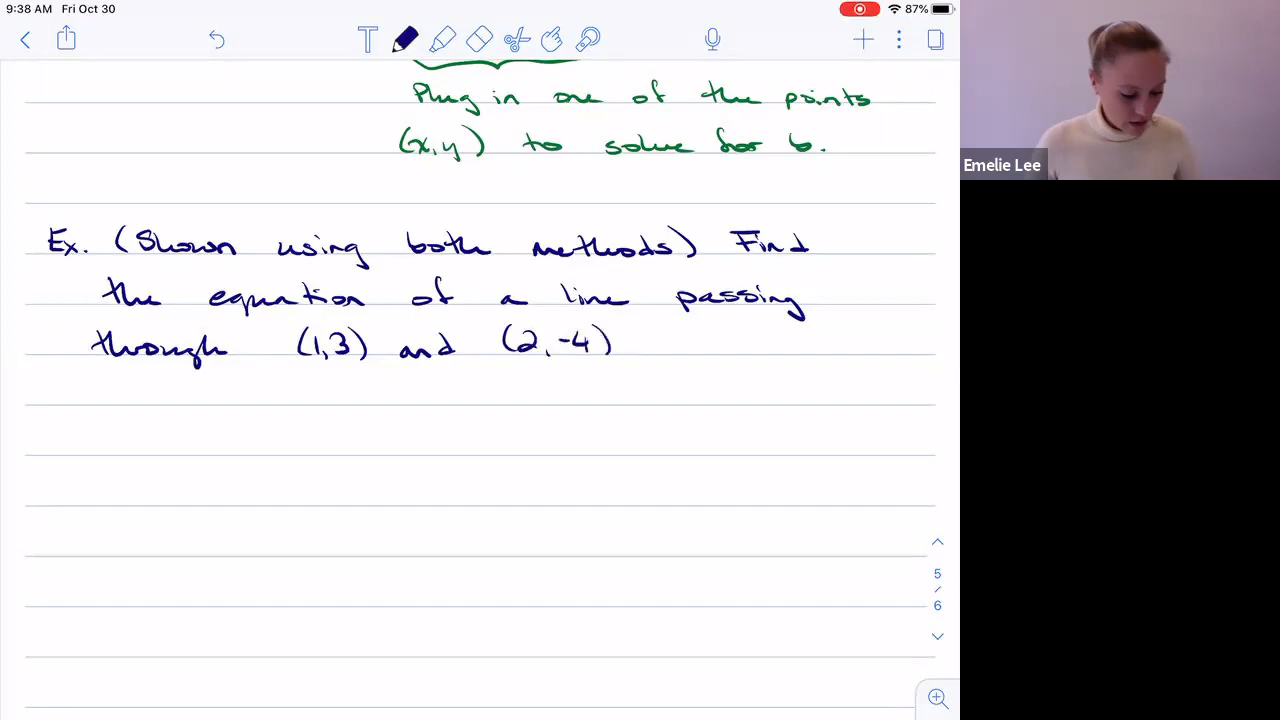 9:38 AM Fri Oct 30
87%
T
Plug in one of the points
(x,y) to solve for b.
Emelie Lee
Ex. (Shown using both methods) Find
the equation of a line passing
through (1,3) and (2,-4)
5
/
6